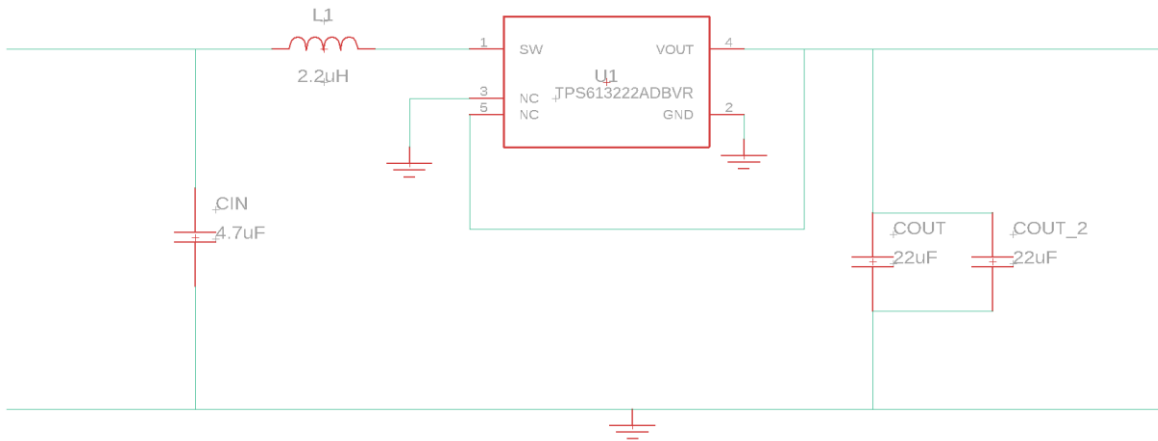 L1
2.2uH
1 SW
VOUT 4
U1
TPS613222ADBVR
3 NC
5 NC
GND 2
CIN
4.7uF
COUT
22uF
COUT_2
22uF